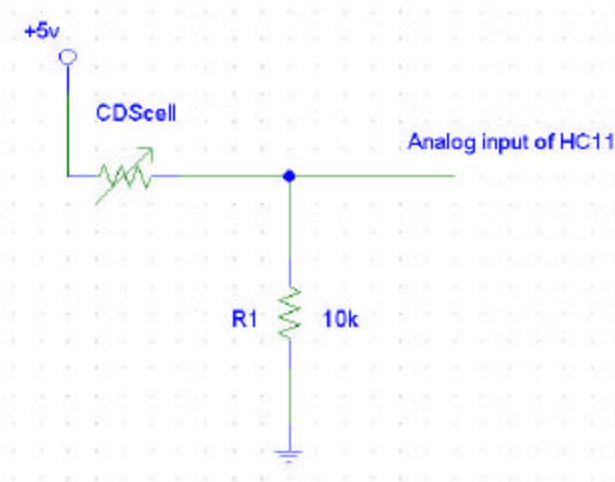 +5v
CDScell
Analog input of HC11
R1 10k